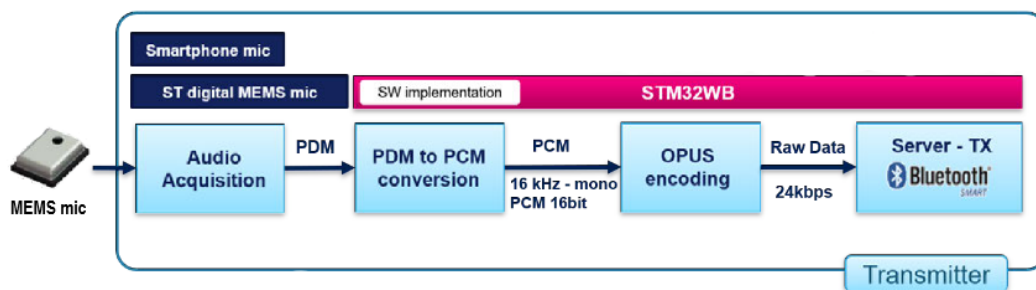 Smartphone mic
ST digital MEMS mic
SW implementation
STM32WB
MEMS mic
Audio
Acquisition
PDM
PDM to PCM
conversion
PCM
16 kHz - mono
PCM 16bit
OPUS
encoding
Raw Data
24kbps
Server - TX
Bluetooth®
SMART
Transmitter